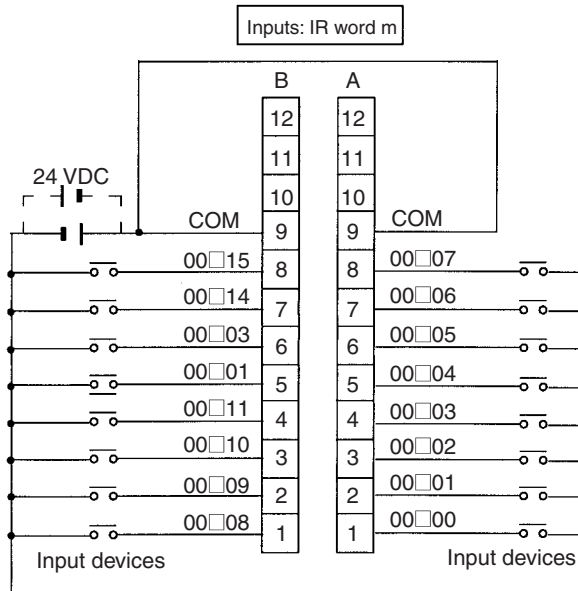 Inputs: IR word m
B A
12 12
11 11
24 VDC
10 10
COM 9 9 COM
00□15 8 8 00□07
00□14 7 7 00□06
00□03 6 6 00□05
00□01 5 5 00□04
00□11 4 4 00□03
00□10 3 3 00□02
00□09 2 2 00□01
00□08 1 1 00□00
Input devices Input devices